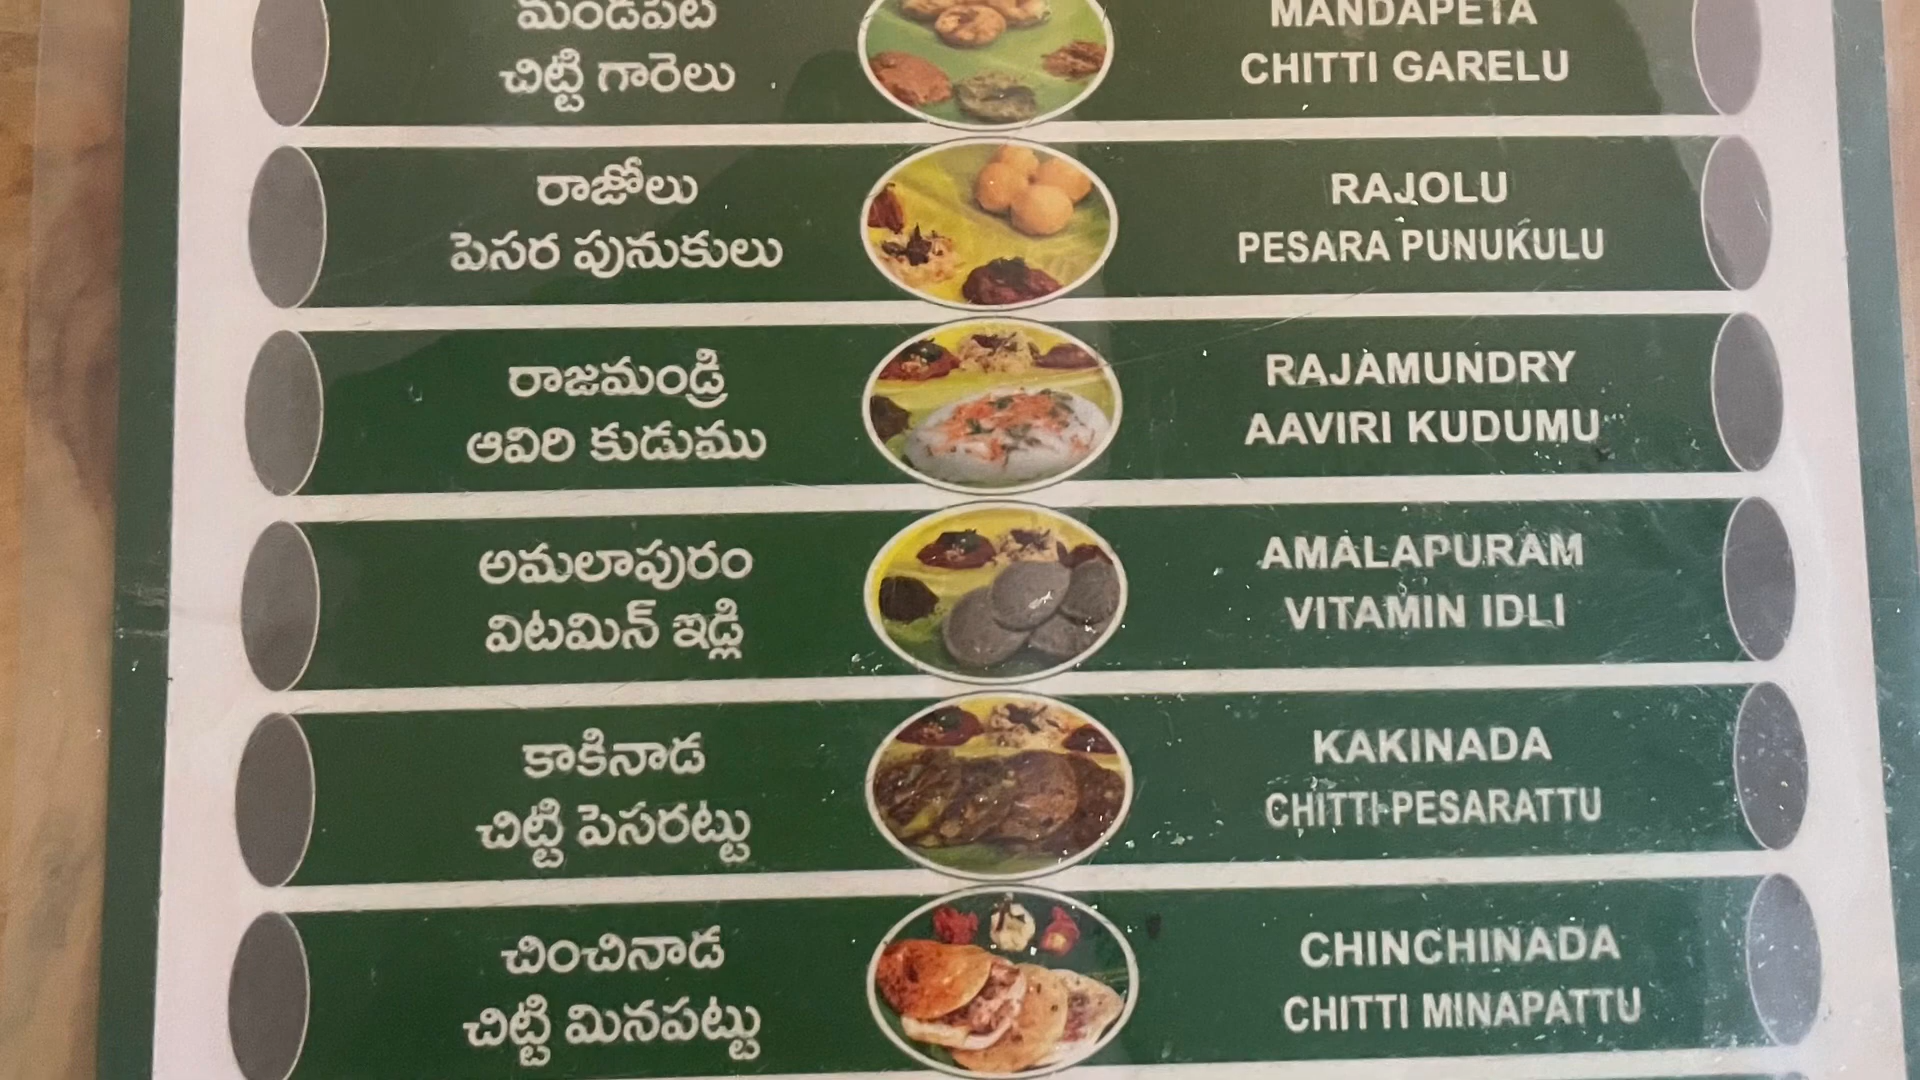 మండపేట
MANDAPETA
చిట్టి గారెలు
CHITTI GARELU
రాజోలు
RAJOLU
పెసర పునుకులు
PESARA PUNUKULU
రాజమండ్రి
RAJAMUNDRY
ఆవిరి కుడుము
AAVIRI KUDUMU
అమలాపురం
AMALAPURAM
విటమిన్ ఇడ్లి
VITAMIN IDLI
కాకినాడ
KAKINADA
చిట్టి పెసరట్టు
CHITTI PESARATTU
చించినాడ
CHINCHINADA
చిట్టి మినపట్టు
CHITTI MINAPATTU